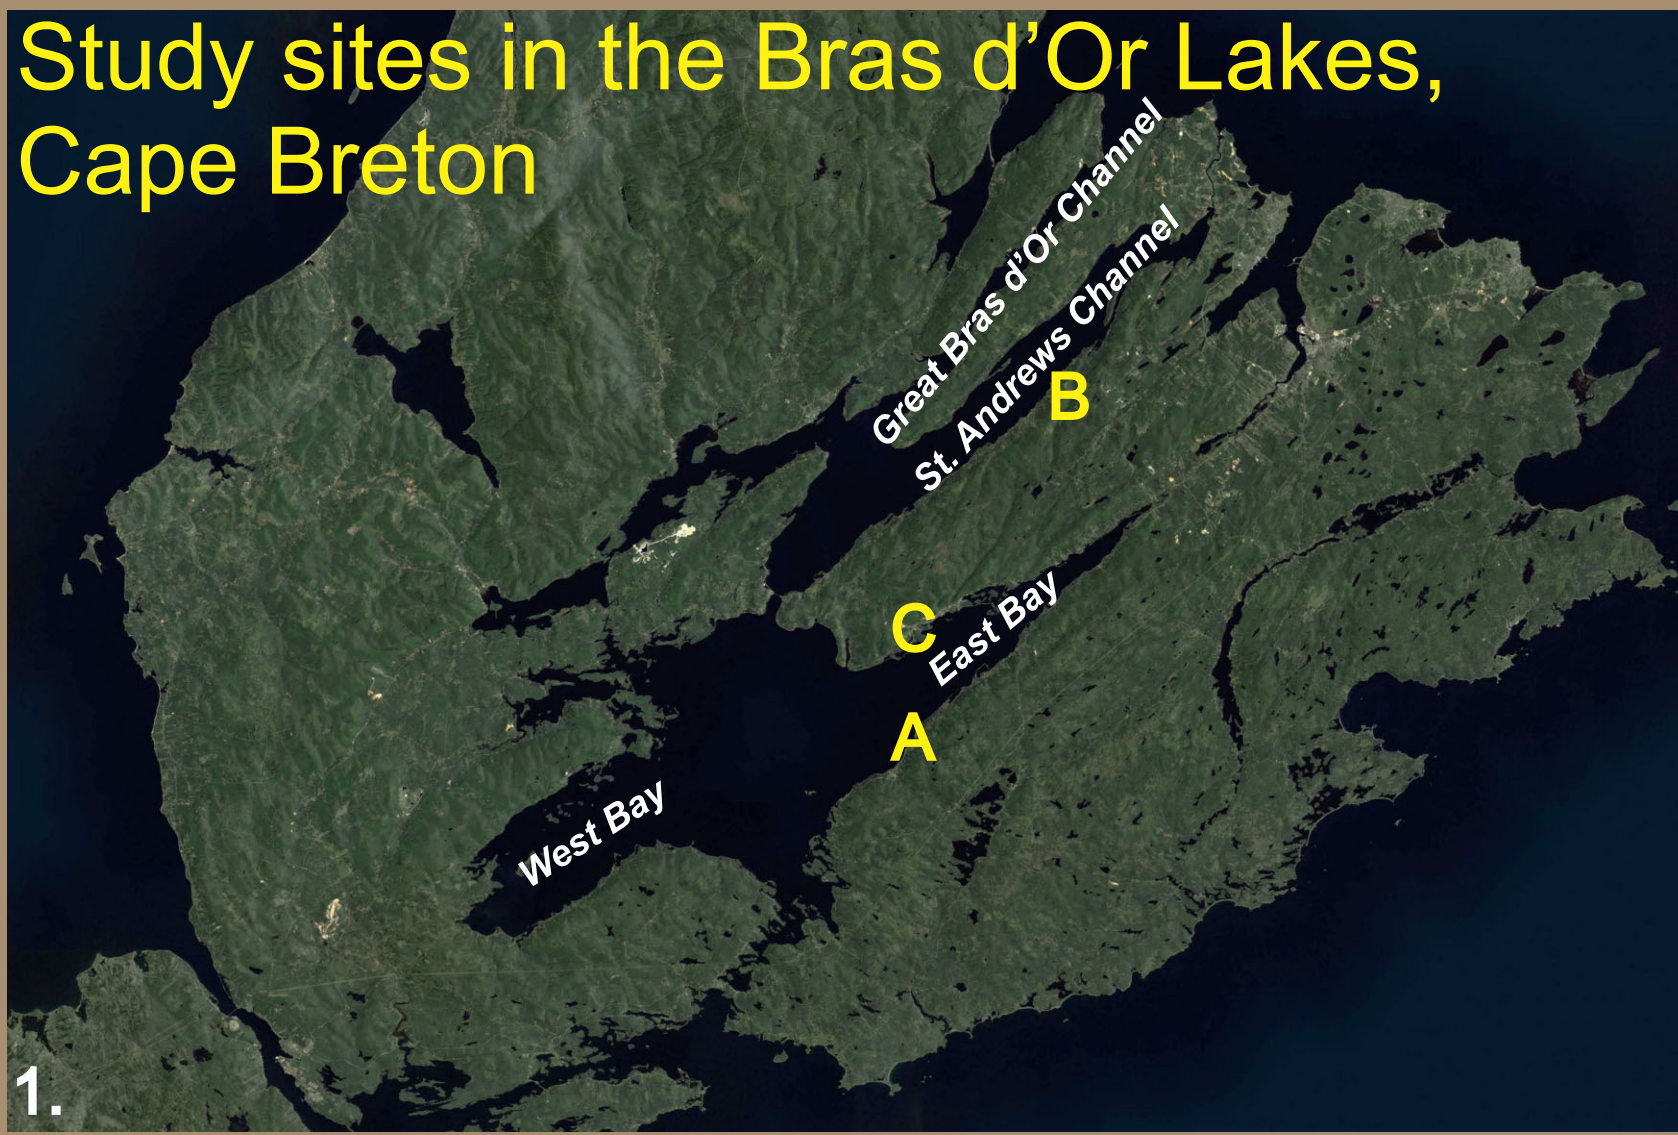 Study sites in the Bras d’Or Lakes,
Cape Breton
Great Bras d’Or Channel
St. Andrews Channel
B
C
East Bay
A
West Bay
1.